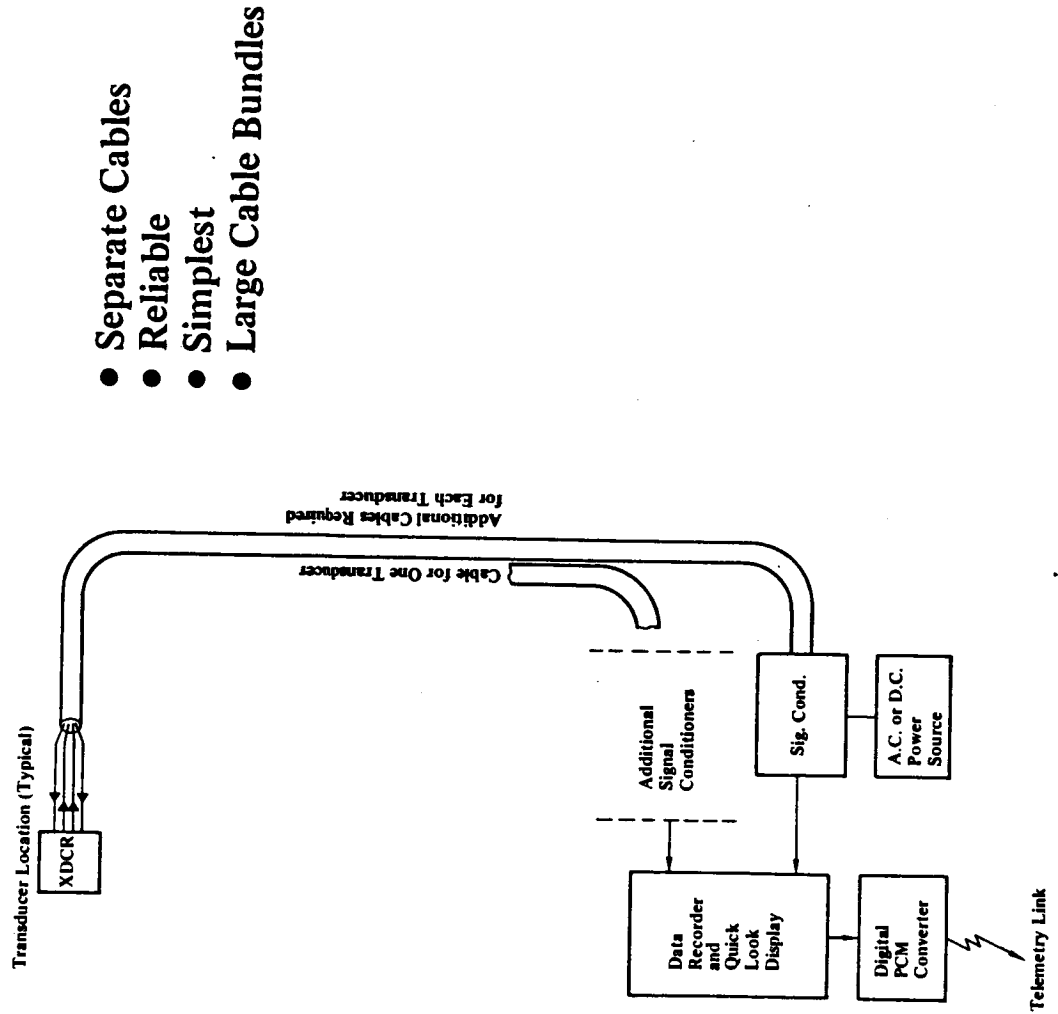 ● Separate Cables
● Reliable
● Simplest
● Large Cable Bundles
Transducer Location (Typical)
XDCR
Additional Cables Required
for Each Transducer
Cable for One Transducer
Additional
Signal
Conditioners
Sig. Cond.
A.C. or D.C.
Power
Source
Data
Recorder
and
Quick
Look
Display
Digital
PCM
Converter
Telemetry Link